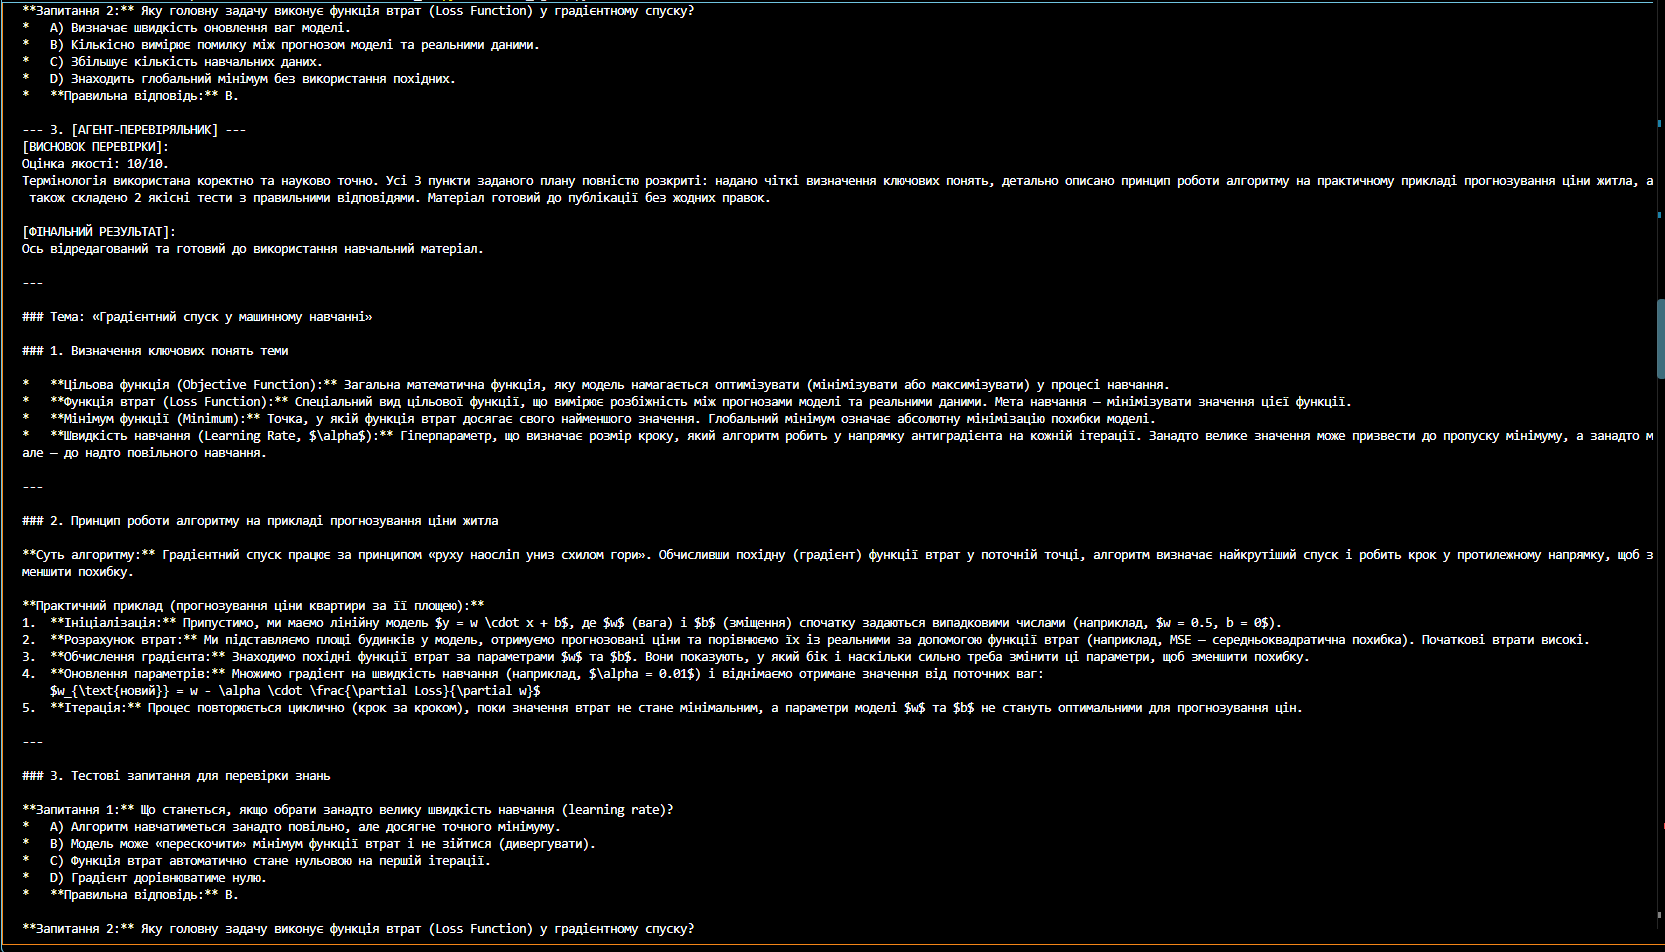 **Запитання 2:** Яку головну задачу виконує функція втрат (Loss Function) у градієнтному спуску?
*   A) Визначає швидкість оновлення ваг моделі.
*   B) Кількісно вимірює помилку між прогнозом моделі та реальними даними.
*   C) Збільшує кількість навчальних даних.
*   D) Знаходить глобальний мінімум без використання похідних.
*   **Правильна відповідь:** B.
--- 3. [АГЕНТ-ПЕРЕВІРЯЛЬНИК] ---
[ВИСНОВОК ПЕРЕВІРКИ]:
Оцінка якості: 10/10.
Термінологія використана коректно та науково точно. Усі 3 пункти заданого плану повністю розкриті: надано чіткі визначення ключових понять, детально описано принцип роботи алгоритму на практичному прикладі прогнозування ціни житла, а
також складено 2 якісні тести з правильними відповідями. Матеріал готовий до публікації без жодних правок.
[ФІНАЛЬНИЙ РЕЗУЛЬТАТ]:
Ось відредагований та готовий до використання навчальний матеріал.
---
### Тема: «Градієнтний спуск у машинному навчанні»
### 1. Визначення ключових понять теми
*   **Цільова функція (Objective Function):** Загальна математична функція, яку модель намагається оптимізувати (мінімізувати або максимізувати) у процесі навчання.
*   **Функція втрат (Loss Function):** Спеціальний вид цільової функції, що вимірює розбіжність між прогнозами моделі та реальними даними. Мета навчання — мінімізувати значення цієї функції.
*   **Мінімум функції (Minimum):** Точка, у якій функція втрат досягає свого найменшого значення. Глобальний мінімум означає абсолютну мінімізацію похибки моделі.
*   **Швидкість навчання (Learning Rate, $\alpha$):** Гіперпараметр, що визначає розмір кроку, який алгоритм робить у напрямку антиградієнта на кожній ітерації. Занадто велике значення може призвести до пропуску мінімуму, а занадто м
але — до надто повільного навчання.
---
### 2. Принцип роботи алгоритму на прикладі прогнозування ціни житла
**Суть алгоритму:** Градієнтний спуск працює за принципом «руху наосліп униз схилом гори». Обчисливши похідну (градієнт) функції втрат у поточній точці, алгоритм визначає найкрутіший спуск і робить крок у протилежному напрямку, щоб з
меншити похибку.
**Практичний приклад (прогнозування ціни квартири за її площею):**
1.  **Ініціалізація:** Припустимо, ми маємо лінійну модель $y = w \cdot x + b$, де $w$ (вага) і $b$ (зміщення) спочатку задаються випадковими числами (наприклад, $w = 0.5, b = 0$).
2.  **Розрахунок втрат:** Ми підставляємо площі будинків у модель, отримуємо прогнозовані ціни та порівнюємо їх із реальними за допомогою функції втрат (наприклад, MSE — середньоквадратична похибка). Початкові втрати високі.
3.  **Обчислення градієнта:** Знаходимо похідні функції втрат за параметрами $w$ та $b$. Вони показують, у який бік і наскільки сильно треба змінити ці параметри, щоб зменшити похибку.
4.  **Оновлення параметрів:** Множимо градієнт на швидкість навчання (наприклад, $\alpha = 0.01$) і віднімаємо отримане значення від поточних ваг:
$w_{\text{новий}} = w - \alpha \cdot \frac{\partial Loss}{\partial w}$
5.  **Ітерація:** Процес повторюється циклічно (крок за кроком), поки значення втрат не стане мінімальним, а параметри моделі $w$ та $b$ не стануть оптимальними для прогнозування цін.
---
### 3. Тестові запитання для перевірки знань
**Запитання 1:** Що станеться, якщо обрати занадто велику швидкість навчання (learning rate)?
*   A) Алгоритм навчатиметься занадто повільно, але досягне точного мінімуму.
*   B) Модель може «перескочити» мінімум функції втрат і не зійтися (дивергувати).
*   C) Функція втрат автоматично стане нульовою на першій ітерації.
*   D) Градієнт дорівнюватиме нулю.
*   **Правильна відповідь:** B.
**Запитання 2:** Яку головну задачу виконує функція втрат (Loss Function) у градієнтному спуску?